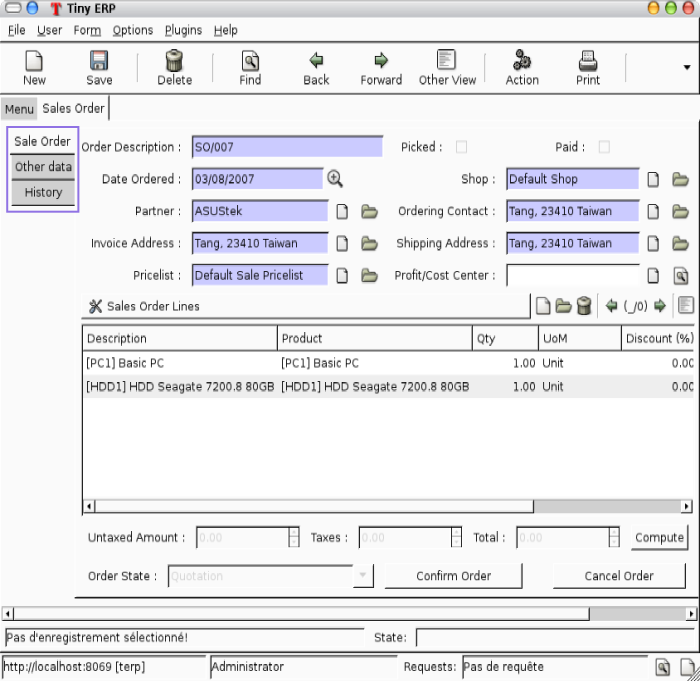 Tiny ERP
File User Form Options Plugins Help
New Save Delete Find Back Forward Other View Action Print
Menu Sales Order
Sale Order
Other data
History
Order Description : SO/007 Picked : Paid :
Date Ordered : 03/08/2007 Shop : Default Shop
Partner : ASUStek Ordering Contact : Tang, 23410 Taiwan
Invoice Address : Tang, 23410 Taiwan Shipping Address : Tang, 23410 Taiwan
Pricelist : Default Sale Pricelist Profit/Cost Center :
Sales Order Lines (_/0)
Description Product Qty UoM Discount (%)
[PC1] Basic PC [PC1] Basic PC 1.00 Unit 0.00
[HDD1] HDD Seagate 7200.8 80GB [HDD1] HDD Seagate 7200.8 80GB 1.00 Unit 0.00
Untaxed Amount : 0.00 Taxes : 0.00 Total : 0.00 Compute
Order State : Quotation Confirm Order Cancel Order
Pas d'enregistrement sélectionné! State:
http://localhost:8069 [terp] Administrator Requests: Pas de requête